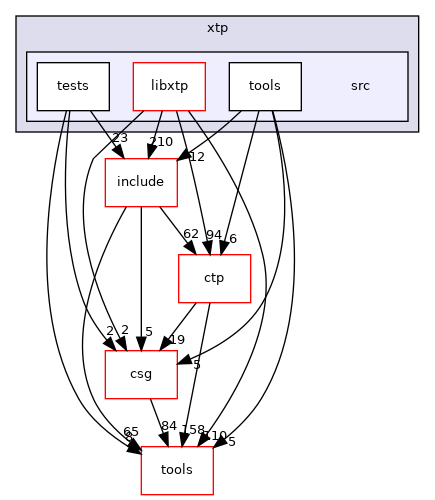 xtp
tests
libxtp
tools
src
23
210
12
include
62
94
6
ctp
2
2
5
19
5
csg
84
158
5
65
tools